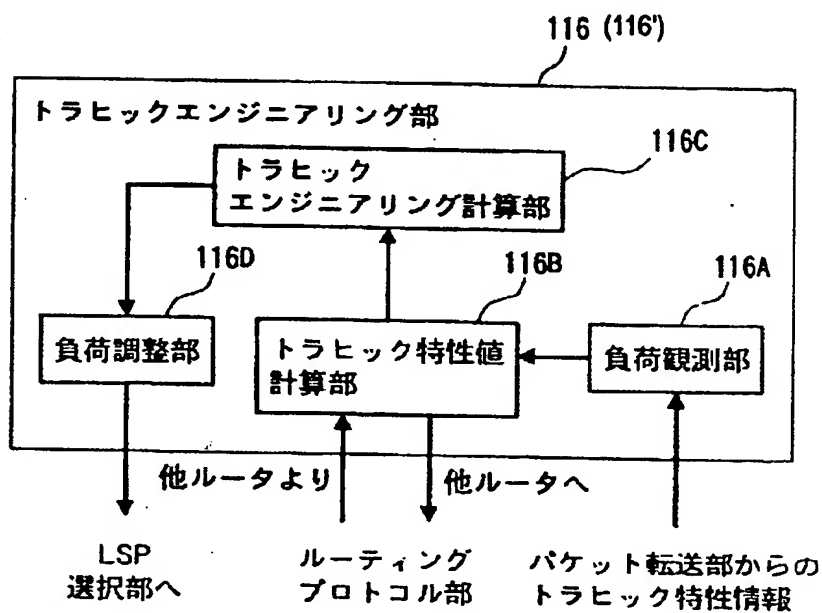 116 (116')
トラヒックエンジニアリング部
116C
トラヒック
エンジニアリング計算部
116D
116B
116A
負荷調整部
トラヒック特性値
計算部
負荷観測部
他ルータより
他ルータへ
LSP
選択部へ
ルーティング
プロトコル部
パケット転送部からの
トラヒック特性情報